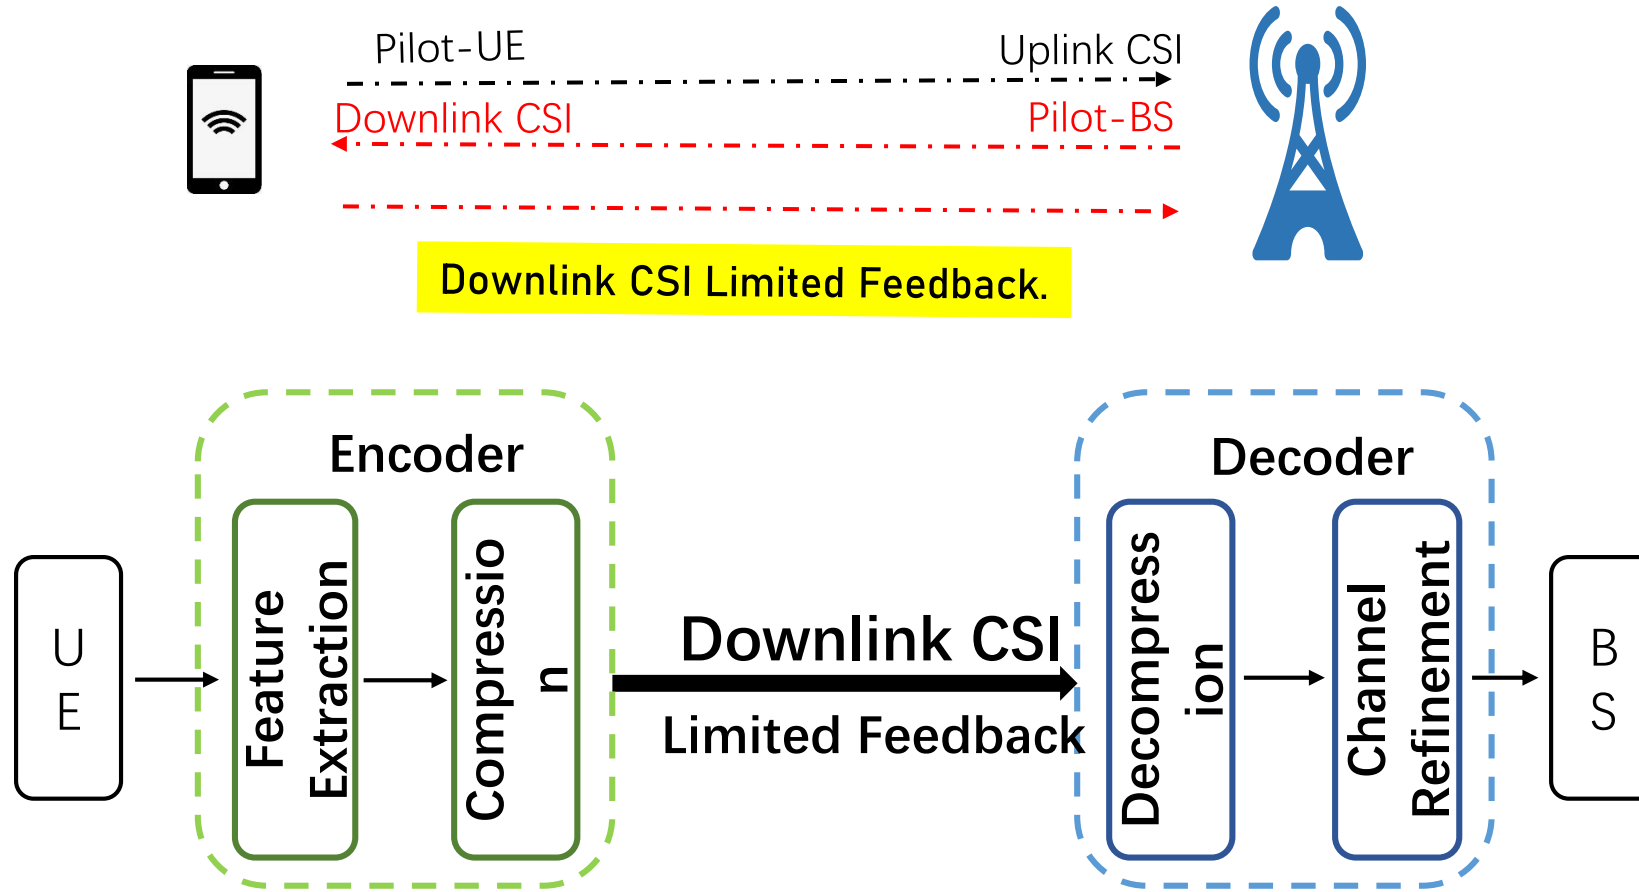 Pilot-UE
Uplink CSI
Downlink CSI
Pilot-BS
Downlink CSI Limited Feedback.
Encoder
Decoder
U
E
Feature
Extraction
Compressio
n
Downlink CSI
Limited Feedback
Decompress
ion
Channel
Refinement
B
S